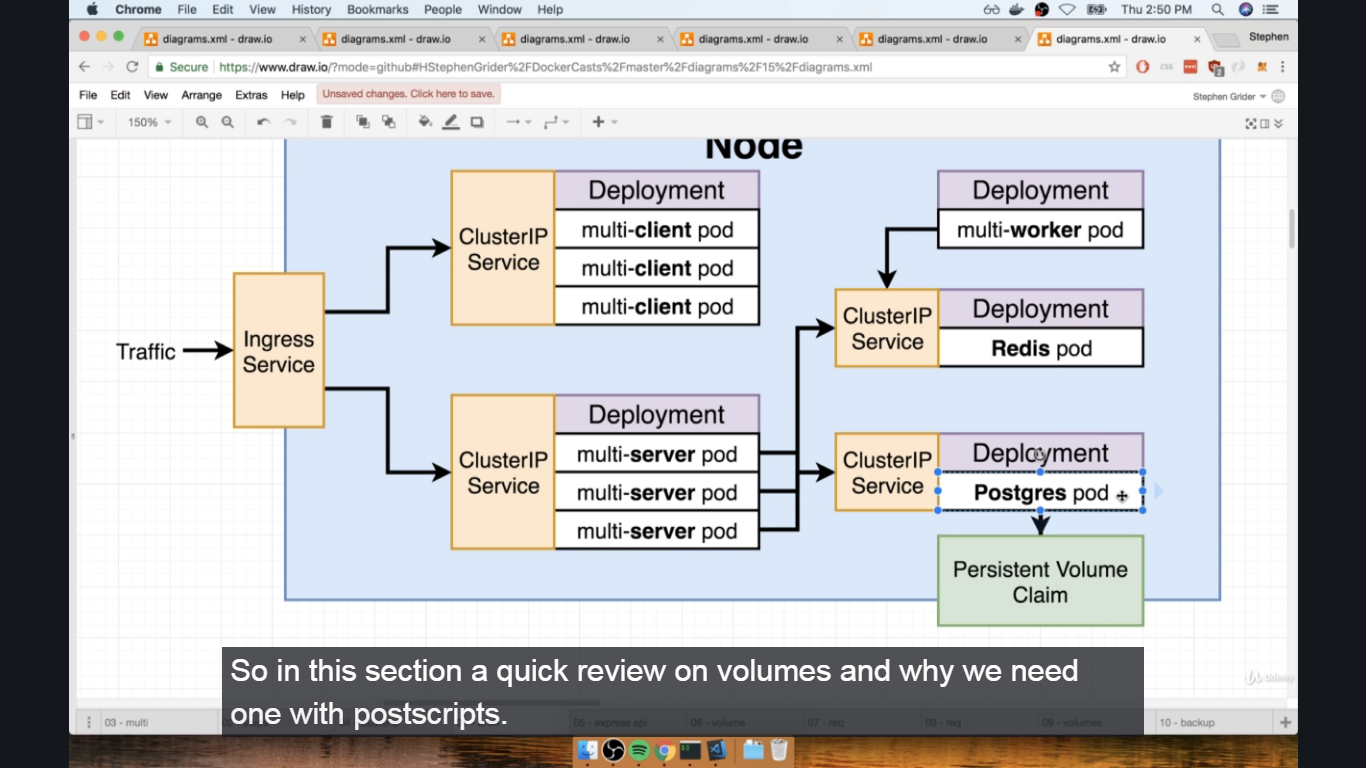 Chrome File Edit View History Bookmarks People Window Help Thu 2:50 PM
diagrams.xml - draw.io diagrams.xml - draw.io diagrams.xml - draw.io diagrams.xml - draw.io diagrams.xml - draw.io diagrams.xml - draw.io Stephen
Secure https://www.draw.io/?mode=github#HStephenGrider%2FDockerCasts%2Fmaster%2Fdiagrams%2F15%2Fdiagrams.xml css 2
File Edit View Arrange Extras Help Unsaved changes. Click here to save. Stephen Grider
150%
Node
Deployment
multi-client pod
multi-client pod
multi-client pod
ClusterIP
Service
Deployment
multi-worker pod
ClusterIP
Service
Deployment
Redis pod
Traffic
Ingress
Service
ClusterIP
Service
Deployment
multi-server pod
multi-server pod
multi-server pod
ClusterIP
Service
Deployment
Postgres pod
Persistent Volume
Claim
So in this section a quick review on volumes and why we need
one with postscripts.
Udemy
03 - multi 05 - express api 06 - volume 07 - req 08 - req 09 - volumes 10 - backup